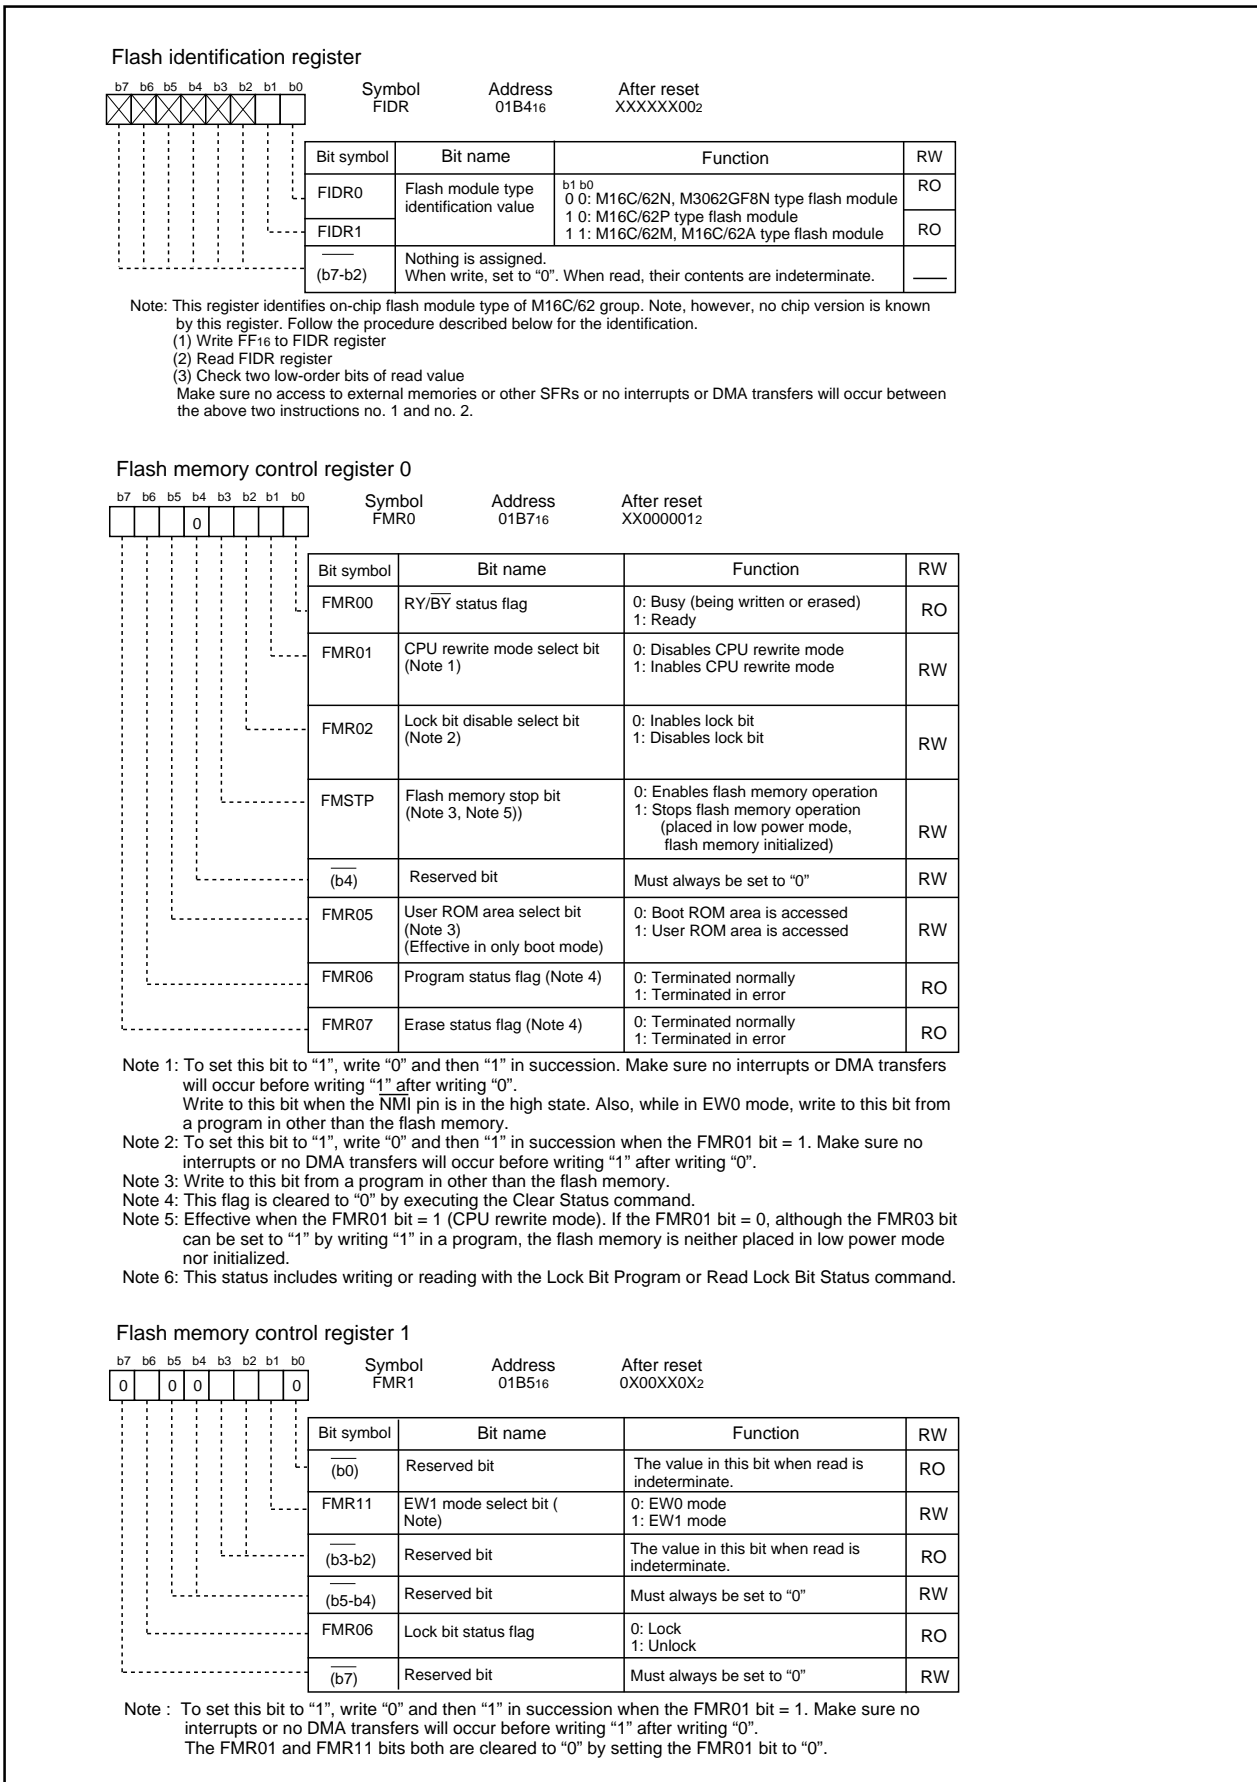 Flash identification register
b7 b6 b5 b4 b3 b2 b1 b0
Symbol Address After reset
FIDR 01B416 XXXXXX002
Bit symbol Bit name Function RW
FIDR0 Flash module type identification value b1 b0 RO
0 0: M16C/62N, M3062GF8N type flash module
1 0: M16C/62P type flash module
FIDR1 1 1: M16C/62M, M16C/62A type flash module RO
(b7-b2) Nothing is assigned.
When write, set to “0”. When read, their contents are indeterminate.
Note: This register identifies on-chip flash module type of M16C/62 group. Note, however, no chip version is known
by this register. Follow the procedure described below for the identification.
(1) Write FF16 to FIDR register
(2) Read FIDR register
(3) Check two low-order bits of read value
Make sure no access to external memories or other SFRs or no interrupts or DMA transfers will occur between
the above two instructions no. 1 and no. 2.
Flash memory control register 0
b7 b6 b5 b4 b3 b2 b1 b0
0
Symbol Address After reset
FMR0 01B716 XX0000012
Bit symbol Bit name Function RW
FMR00 RY/BY status flag 0: Busy (being written or erased) RO
1: Ready
FMR01 CPU rewrite mode select bit 0: Disables CPU rewrite mode RW
(Note 1) 1: Inables CPU rewrite mode
FMR02 Lock bit disable select bit 0: Inables lock bit RW
(Note 2) 1: Disables lock bit
FMSTP Flash memory stop bit 0: Enables flash memory operation RW
(Note 3, Note 5)) 1: Stops flash memory operation
(placed in low power mode,
flash memory initialized)
(b4) Reserved bit Must always be set to “0” RW
FMR05 User ROM area select bit 0: Boot ROM area is accessed RW
(Note 3) 1: User ROM area is accessed
(Effective in only boot mode)
FMR06 Program status flag (Note 4) 0: Terminated normally RO
1: Terminated in error
FMR07 Erase status flag (Note 4) 0: Terminated normally RO
1: Terminated in error
Note 1: To set this bit to “1”, write “0” and then “1” in succession. Make sure no interrupts or DMA transfers
will occur before writing “1” after writing “0”.
Write to this bit when the NMI pin is in the high state. Also, while in EW0 mode, write to this bit from
a program in other than the flash memory.
Note 2: To set this bit to “1”, write “0” and then “1” in succession when the FMR01 bit = 1. Make sure no
interrupts or no DMA transfers will occur before writing “1” after writing “0”.
Note 3: Write to this bit from a program in other than the flash memory.
Note 4: This flag is cleared to “0” by executing the Clear Status command.
Note 5: Effective when the FMR01 bit = 1 (CPU rewrite mode). If the FMR01 bit = 0, although the FMR03 bit
can be set to “1” by writing “1” in a program, the flash memory is neither placed in low power mode
nor initialized.
Note 6: This status includes writing or reading with the Lock Bit Program or Read Lock Bit Status command.
Flash memory control register 1
b7 b6 b5 b4 b3 b2 b1 b0
0 0 0 0
Symbol Address After reset
FMR1 01B516 0X00XX0X2
Bit symbol Bit name Function RW
(b0) Reserved bit The value in this bit when read is RO
indeterminate.
FMR11 EW1 mode select bit ( 0: EW0 mode RW
Note) 1: EW1 mode
(b3-b2) Reserved bit The value in this bit when read is RO
indeterminate.
(b5-b4) Reserved bit Must always be set to “0” RW
FMR06 Lock bit status flag 0: Lock RO
1: Unlock
(b7) Reserved bit Must always be set to “0” RW
Note : To set this bit to “1”, write “0” and then “1” in succession when the FMR01 bit = 1. Make sure no
interrupts or no DMA transfers will occur before writing “1” after writing “0”.
The FMR01 and FMR11 bits both are cleared to “0” by setting the FMR01 bit to “0”.